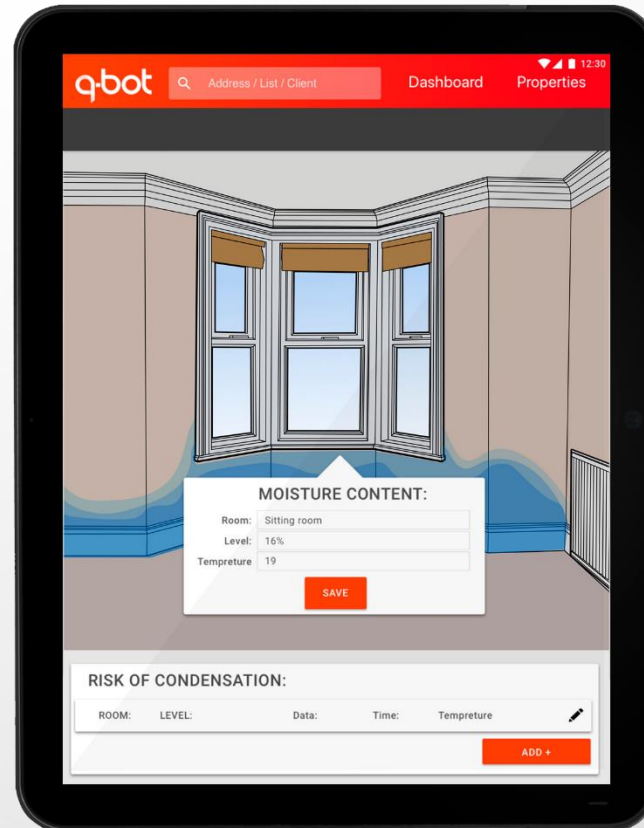 12:30
q-bot Address / List / Client Dashboard Properties
MOISTURE CONTENT:
Room: Sitting room
Level: 16%
Tempreture 19
SAVE
RISK OF CONDENSATION:
ROOM: LEVEL: Data: Time: Tempreture
ADD +